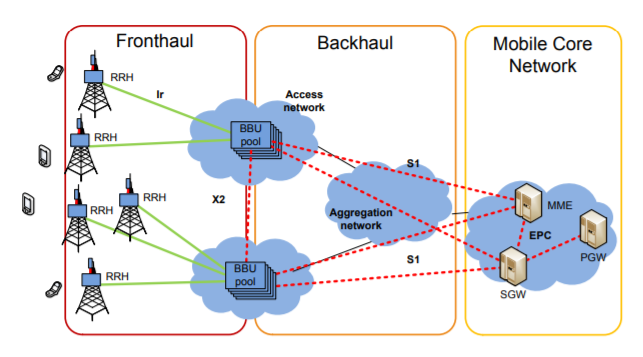 Fronthaul
Backhaul
Mobile Core
Network
RRH
Ir
Access
network
BBU
pool
RRH
S1
RRH
RRH
X2
Aggregation
network
MME
EPC
PGW
BBU
pool
S1
RRH
SGW